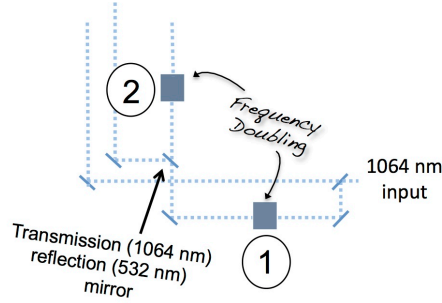 2
Frequency
Doubling
1064 nm
input
Transmission (1064 nm)
reflection (532 nm)
mirror
1